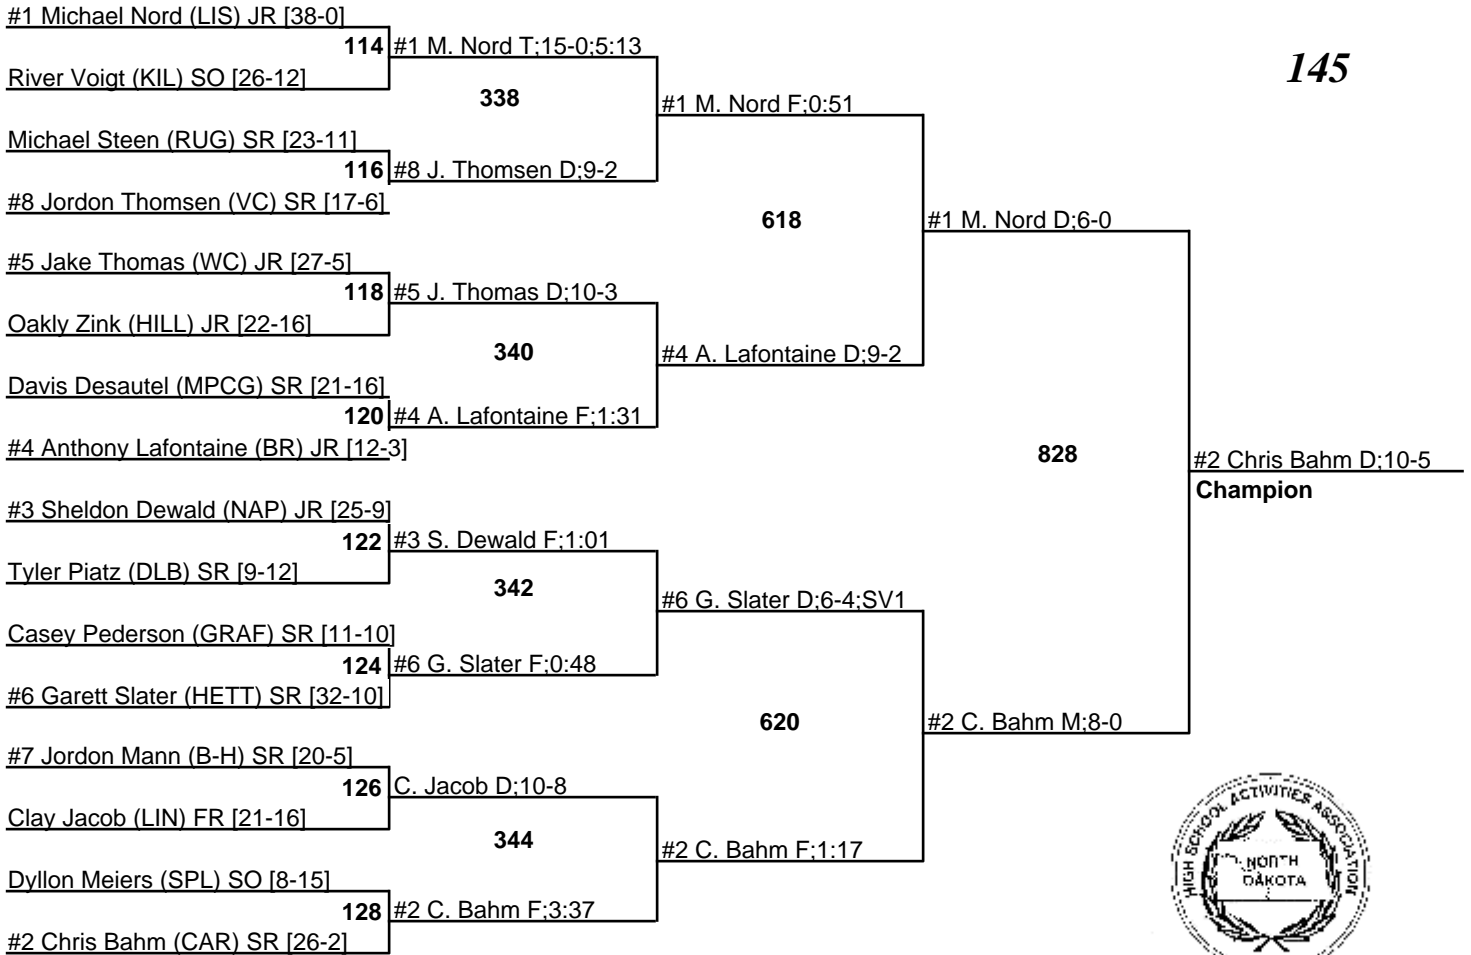 #1 Michael Nord (LIS) JR [38-0]
114 #1 M. Nord T;15-0;5:13
145
River Voigt (KIL) SO [26-12]
338
#1 M. Nord F;0:51
Michael Steen (RUG) SR [23-11]
116 #8 J. Thomsen D;9-2
#8 Jordon Thomsen (VC) SR [17-6]
618
#1 M. Nord D;6-0
#5 Jake Thomas (WC) JR [27-5]
118 #5 J. Thomas D;10-3
Oakly Zink (HILL) JR [22-16]
340
#4 A. Lafontaine D;9-2
Davis Desautel (MPCG) SR [21-16]
120 #4 A. Lafontaine F;1:31
#4 Anthony Lafontaine (BR) JR [12-3]
828
#2 Chris Bahm D;10-5
Champion
#3 Sheldon Dewald (NAP) JR [25-9]
122 #3 S. Dewald F;1:01
Tyler Piatz (DLB) SR [9-12]
342
#6 G. Slater D;6-4;SV1
Casey Pederson (GRAF) SR [11-10]
124 #6 G. Slater F;0:48
#6 Garett Slater (HETT) SR [32-10]
620
#2 C. Bahm M;8-0
#7 Jordon Mann (B-H) SR [20-5]
126 C. Jacob D;10-8
Clay Jacob (LIN) FR [21-16]
344
#2 C. Bahm F;1:17
Dyllon Meiers (SPL) SO [8-15]
128 #2 C. Bahm F;3:37
#2 Chris Bahm (CAR) SR [26-2]
HIGH SCHOOL ACTIVITIES ASSOCIATION
NORTH
DAKOTA